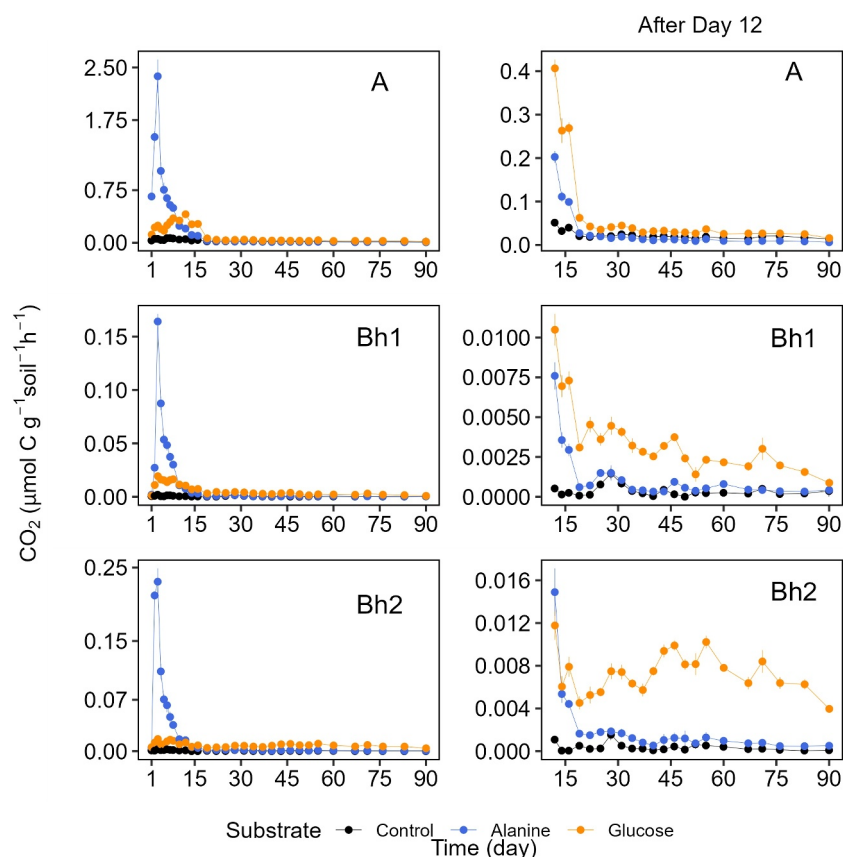 After Day 12
A
2.50
1.75
0.75
0.00
1 15 30 45 60 75 90
A
0.4
0.3
0.2
0.1
0.0
15 30 45 60 75 90
CO₂ (µmol C g⁻¹soil⁻¹h⁻¹)
Bh1
0.15
0.10
0.05
0.00
1 15 30 45 60 75 90
Bh1
0.0100
0.0075
0.0050
0.0025
0.0000
15 30 45 60 75 90
Bh2
0.25
0.15
0.07
0.00
1 15 30 45 60 75 90
Bh2
0.016
0.012
0.008
0.004
0.000
15 30 45 60 75 90
Substrate Control Alanine Glucose
Time (day)